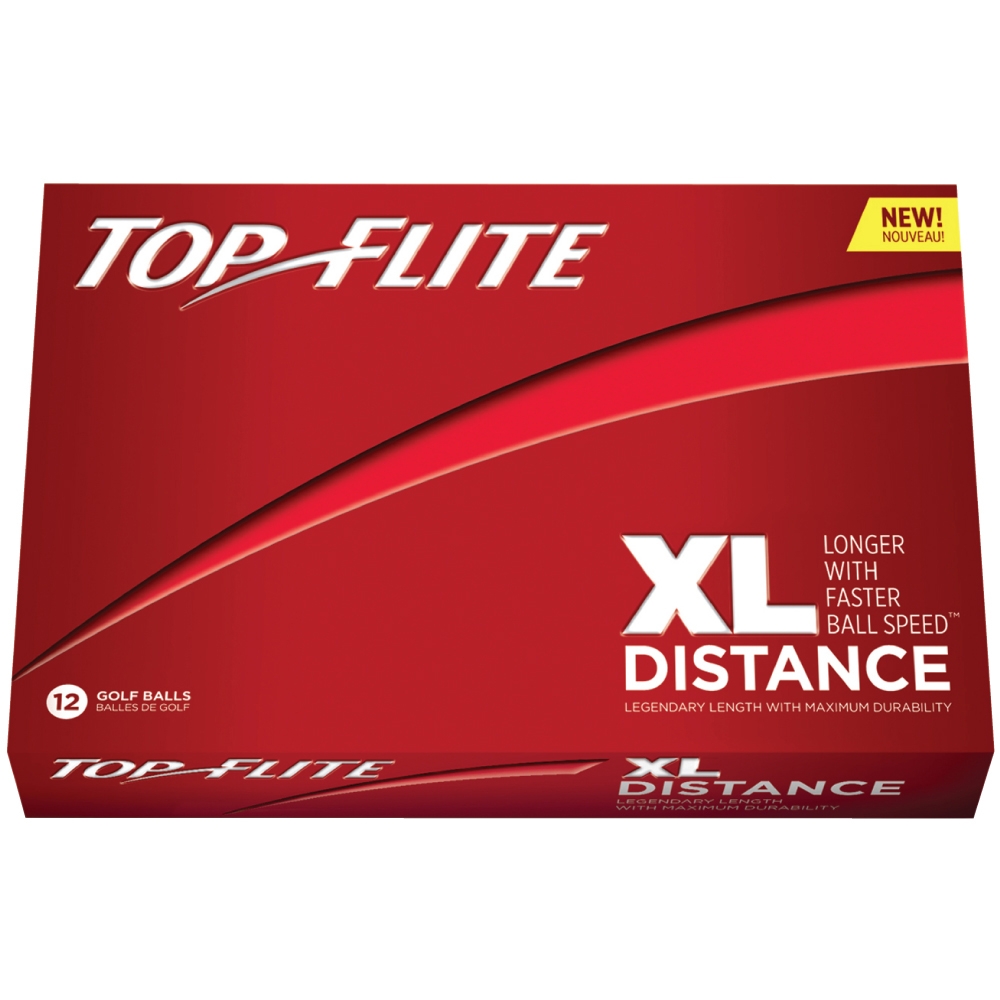 TOP FLITE
NEW!
NOUVEAU!
XL
LONGER
WITH
FASTER
BALL SPEED™
DISTANCE
LEGENDARY LENGTH WITH MAXIMUM DURABILITY
12
GOLF BALLS
BALLES DE GOLF
TOP FLITE
XL
DISTANCE
LEGENDARY LENGTH
WITH MAXIMUM DURABILITY